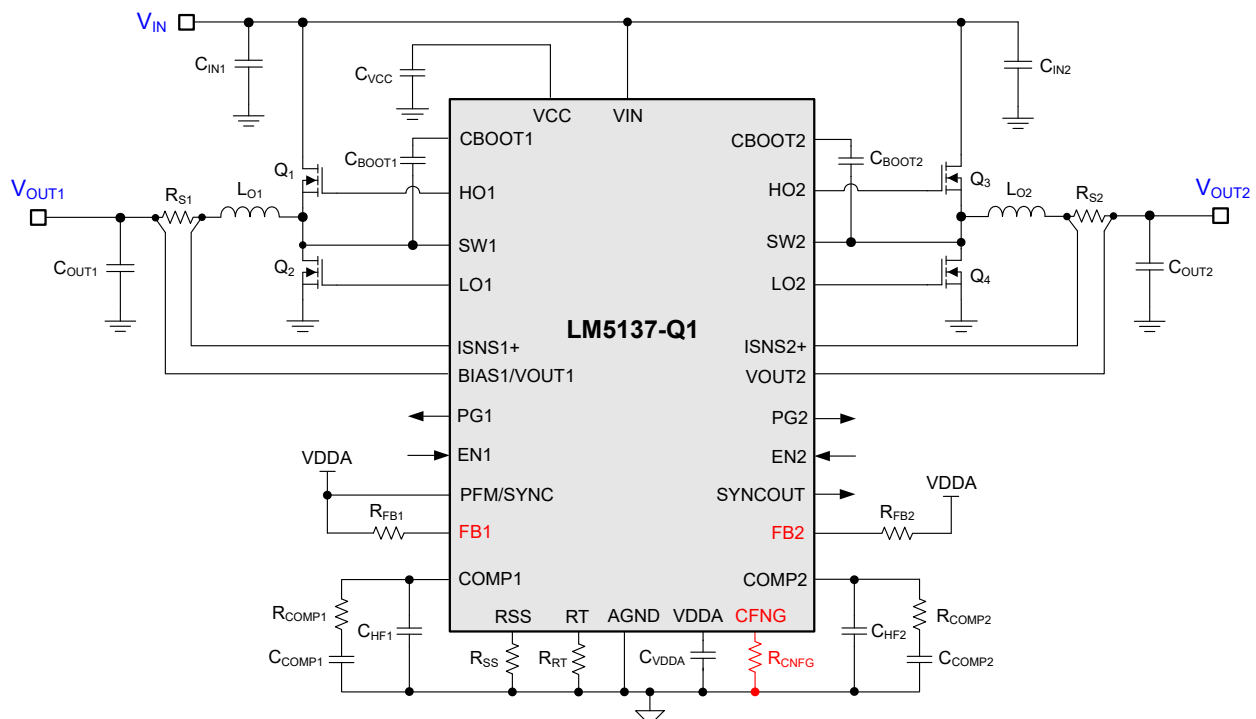 VIN
CIN1
CVCC
CIN2
VCC
VIN
CBOOT1
CBOOT1
CBOOT2
CBOOT2
Q1
HO1
HO2
Q3
VOUT1
RS1
LO1
LO2
RS2
VOUT2
SW1
SW2
COUT1
Q2
LO1
LO2
Q4
COUT2
LM5137-Q1
ISNS1+
ISNS2+
BIAS1/VOUT1
VOUT2
PG1
PG2
EN1
EN2
VDDA
PFM/SYNC
SYNCOUT
VDDA
RFB1
FB1
FB2
RFB2
COMP1
COMP2
RCOMP1
CHF1
RSS
RT
AGND
VDDA
CFNG
CHF2
RCOMP2
CCOMP1
RSS
RRT
CVDDA
RCNFG
CCOMP2